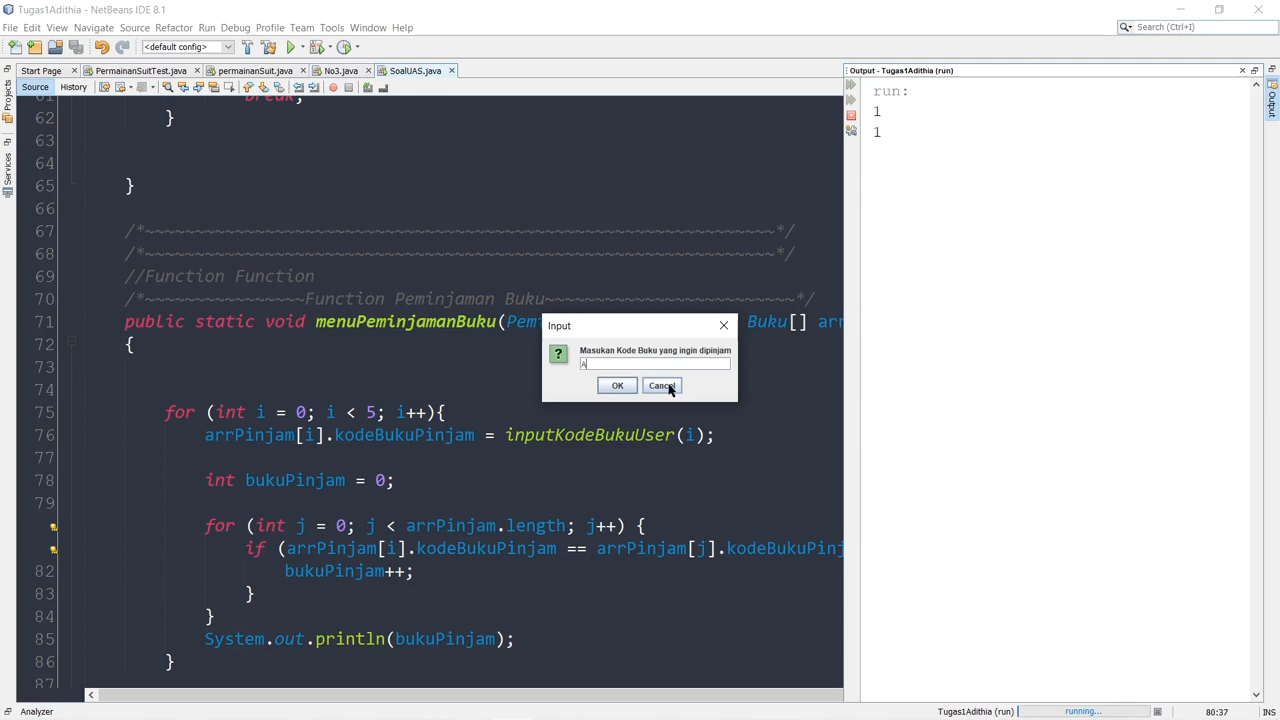 Tugas1Adithia - NetBeans IDE 8.1
File Edit View Navigate Source Refactor Run Debug Profile Team Tools Window Help
Search (Ctrl+I)
<default config>
Start Page PermainanSuitTest.java permainanSuit.java No3.java SoalUAS.java
Source History
Projects
Services
61 break;
62 }
63
64
65 }
66
67 /*~~~~~~~~~~~~~~~~~~~~~~~~~~~~~~~~~~~~~~~~~~~~~~~~~~~~~~~~~~~~~~~*/
68 /*~~~~~~~~~~~~~~~~~~~~~~~~~~~~~~~~~~~~~~~~~~~~~~~~~~~~~~~~~~~~~~~*/
69 //Function Function
70 /*~~~~~~~~~~~~~~~~Function Peminjaman Buku~~~~~~~~~~~~~~~~~~~~~~~~~*/
71 public static void menuPeminjamanBuku(Pem Buku[] arr
72 {
73
74
75 for (int i = 0; i < 5; i++){
76 arrPinjam[i].kodeBukuPinjam = inputKodeBukuUser(i);
77
78 int bukuPinjam = 0;
79
for (int j = 0; j < arrPinjam.length; j++) {
if (arrPinjam[i].kodeBukuPinjam == arrPinjam[j].kodeBukuPinj
82 bukuPinjam++;
83 }
84 }
85 System.out.println(bukuPinjam);
86 }
87
Input
Masukan Kode Buku yang ingin dipinjam
A
OK Cancel
Output - Tugas1Adithia (run)
run:
1
1
Output
Analyzer
Tugas1Adithia (run) running... 80:37 INS